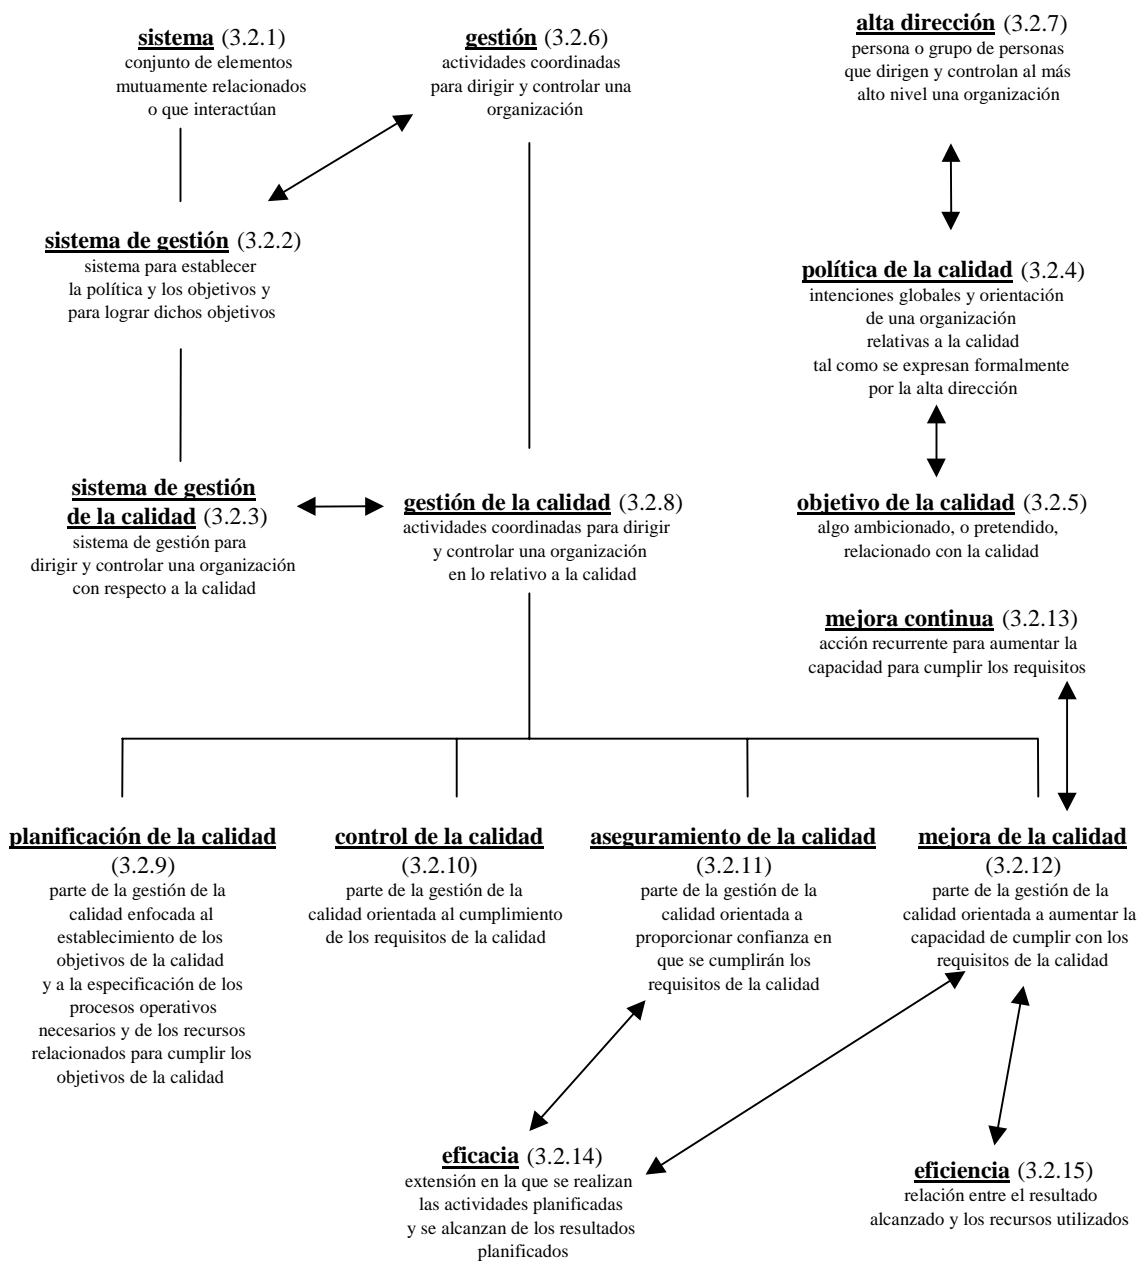 sistema (3.2.1)
conjunto de elementos
mutuamente relacionados
o que interactúan
gestión (3.2.6)
actividades coordinadas
para dirigir y controlar una
organización
alta dirección (3.2.7)
persona o grupo de personas
que dirigen y controlan al más
alto nivel una organización
sistema de gestión (3.2.2)
sistema para establecer
la política y los objetivos y
para lograr dichos objetivos
política de la calidad (3.2.4)
intenciones globales y orientación
de una organización
relativas a la calidad
tal como se expresan formalmente
por la alta dirección
sistema de gestión
de la calidad (3.2.3)
sistema de gestión para
dirigir y controlar una organización
con respecto a la calidad
gestión de la calidad (3.2.8)
actividades coordinadas para dirigir
y controlar una organización
en lo relativo a la calidad
objetivo de la calidad (3.2.5)
algo ambicionado, o pretendido,
relacionado con la calidad
mejora continua (3.2.13)
acción recurrente para aumentar la
capacidad para cumplir los requisitos
planificación de la calidad
(3.2.9)
parte de la gestión de la
calidad enfocada al
establecimiento de los
objetivos de la calidad
y a la especificación de los
procesos operativos
necesarios y de los recursos
relacionados para cumplir los
objetivos de la calidad
control de la calidad
(3.2.10)
parte de la gestión de la
calidad orientada al cumplimiento
de los requisitos de la calidad
aseguramiento de la calidad
(3.2.11)
parte de la gestión de la
calidad orientada a
proporcionar confianza en
que se cumplirán los
requisitos de la calidad
mejora de la calidad
(3.2.12)
parte de la gestión de la
calidad orientada a aumentar la
capacidad de cumplir con los
requisitos de la calidad
eficacia (3.2.14)
extensión en la que se realizan
las actividades planificadas
y se alcanzan de los resultados
planificados
eficiencia (3.2.15)
relación entre el resultado
alcanzado y los recursos utilizados